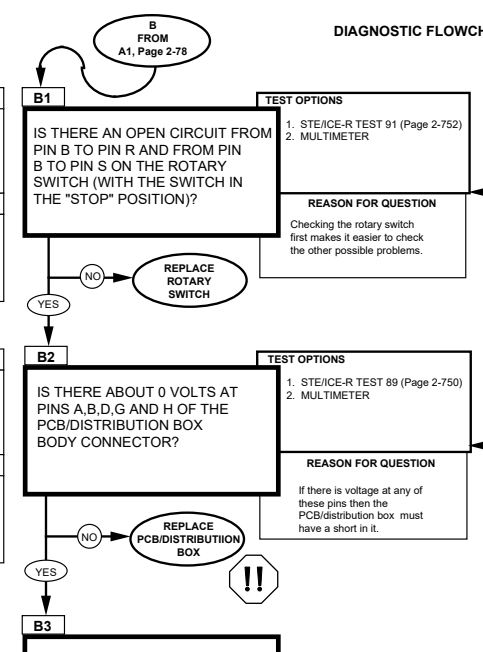 DIAGNOSTIC FLOWCH
B
FROM
A1, Page 2-78
B1
IS THERE AN OPEN CIRCUIT FROM
PIN B TO PIN R AND FROM PIN
B TO PIN S ON THE ROTARY
SWITCH (WITH THE SWITCH IN
THE "STOP" POSITION)?
TEST OPTIONS
1. STE/ICE-R TEST 91 (Page 2-752)
2. MULTIMETER
REASON FOR QUESTION
Checking the rotary switch
first makes it easier to check
the other possible problems.
NO
REPLACE
ROTARY
SWITCH
YES
B2
IS THERE ABOUT 0 VOLTS AT
PINS A,B,D,G AND H OF THE
PCB/DISTRIBUTION BOX
BODY CONNECTOR?
TEST OPTIONS
1. STE/ICE-R TEST 89 (Page 2-750)
2. MULTIMETER
REASON FOR QUESTION
If there is voltage at any of
these pins then the
PCB/distribution box must
have a short in it.
NO
REPLACE
PCB/DISTRIBUTIION
BOX
!!
YES
B3